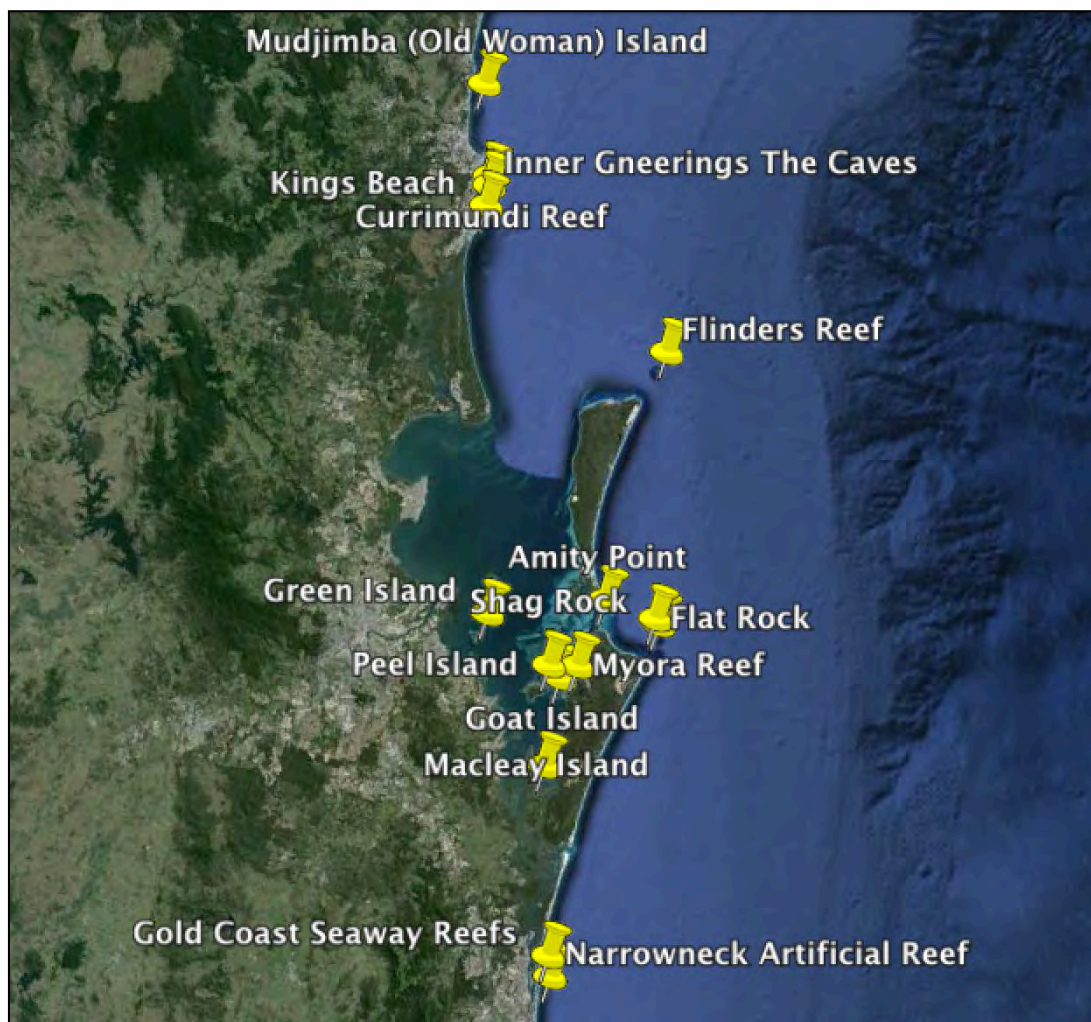 Mudjimba (Old Woman) Island
Inner Gneerings The Caves
Kings Beach
Currimundi Reef
Flinders Reef
Amity Point
Green Island
Shag Rock
Flat Rock
Peel Island
Myora Reef
Goat Island
Macleay Island
Gold Coast Seaway Reefs
Narrowneck Artificial Reef